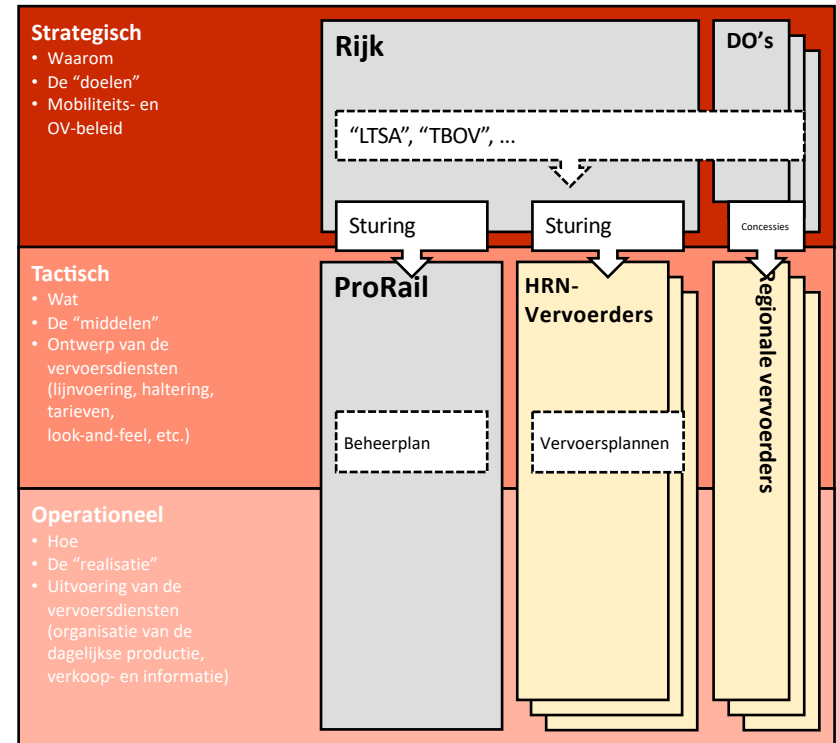 Strategisch
• Waarom
• De “doelen”
• Mobiliteits- en
OV-beleid
Rijk
DO’s
“LTSA”, “TBOV”, ...
Sturing
Sturing
Concessies
Tactisch
• Wat
• De “middelen”
• Ontwerp van de
vervoersdiensten
(lijnvoering, haltering,
tarieven,
look-and-feel, etc.)
ProRail
HRN-
Vervoerders
Regionale vervoerders
Beheerplan
Vervoersplannen
Operationeel
• Hoe
• De “realisatie”
• Uitvoering van de
vervoersdiensten
(organisatie van de
dagelijkse productie,
verkoop- en informatie)